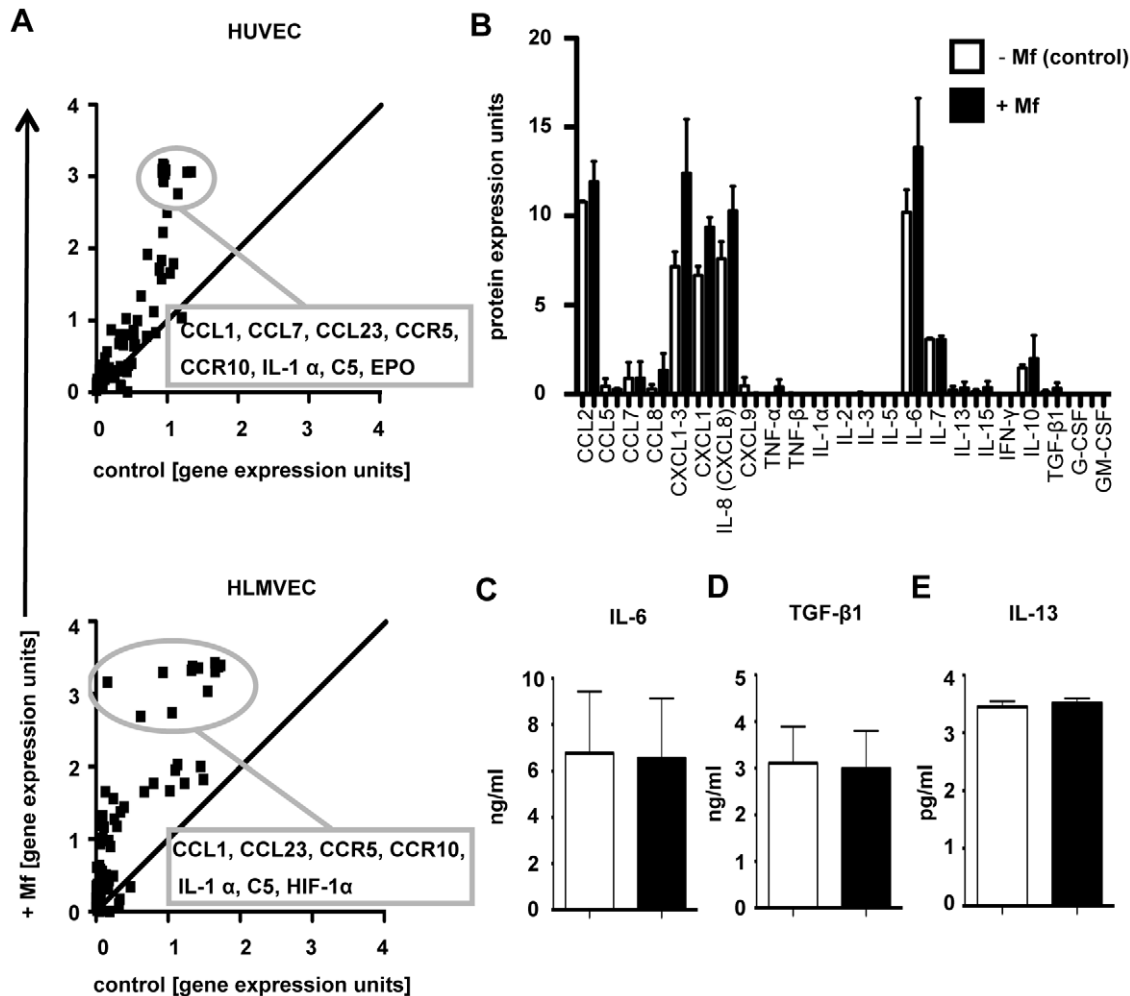 A
HUVEC
4
3
2
1
0
0 1 2 3 4
control [gene expression units]
CCL1, CCL7, CCL23, CCR5,
CCR10, IL-1 α, C5, EPO
+ Mf [gene expression units]
HLMVEC
4
3
2
1
0
0 1 2 3 4
control [gene expression units]
CCL1, CCL23, CCR5, CCR10,
IL-1 α, C5, HIF-1α
B
protein expression units
20
15
10
5
0
- Mf (control)
+ Mf
CCL2
CCL5
CCL7
CCL8
CXCL1-3
CXCL1
IL-8 (CXCL8)
CXCL9
TNF-α
TNF-β
IL-1α
IL-2
IL-3
IL-5
IL-6
IL-7
IL-13
IL-15
IFN-γ
IL-10
TGF-β1
G-CSF
GM-CSF
C
IL-6
ng/ml
10
8
6
4
2
0
D
TGF-β1
ng/ml
5
4
3
2
1
0
E
IL-13
pg/ml
4
3
2
1
0